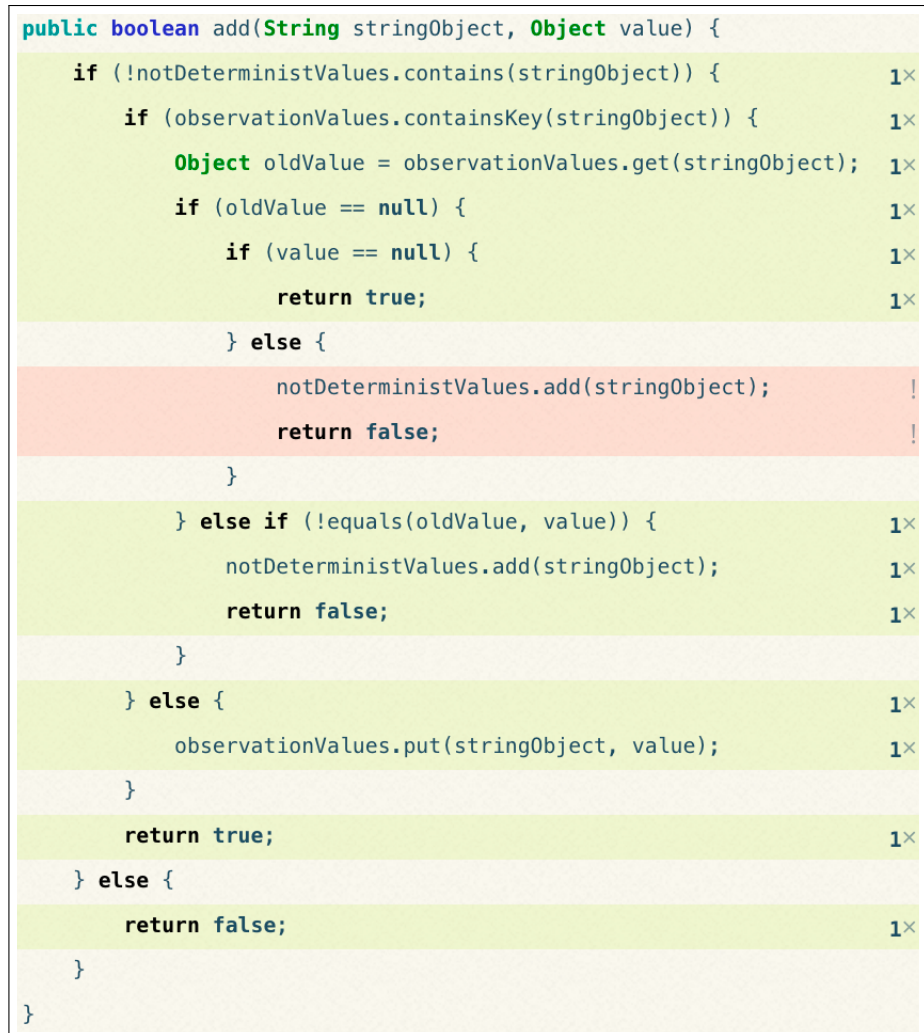 public boolean add(String stringObject, Object value) {
    if (!notDeterministValues.contains(stringObject)) { 1×
        if (observationValues.containsKey(stringObject)) { 1×
            Object oldValue = observationValues.get(stringObject); 1×
            if (oldValue == null) { 1×
                if (value == null) { 1×
                    return true; 1×
                } else {
                    notDeterministValues.add(stringObject); !
                    return false; !
                }
            } else if (!equals(oldValue, value)) { 1×
                notDeterministValues.add(stringObject); 1×
                return false; 1×
            }
        } else { 1×
            observationValues.put(stringObject, value); 1×
        }
        return true; 1×
    } else {
        return false; 1×
    }
}